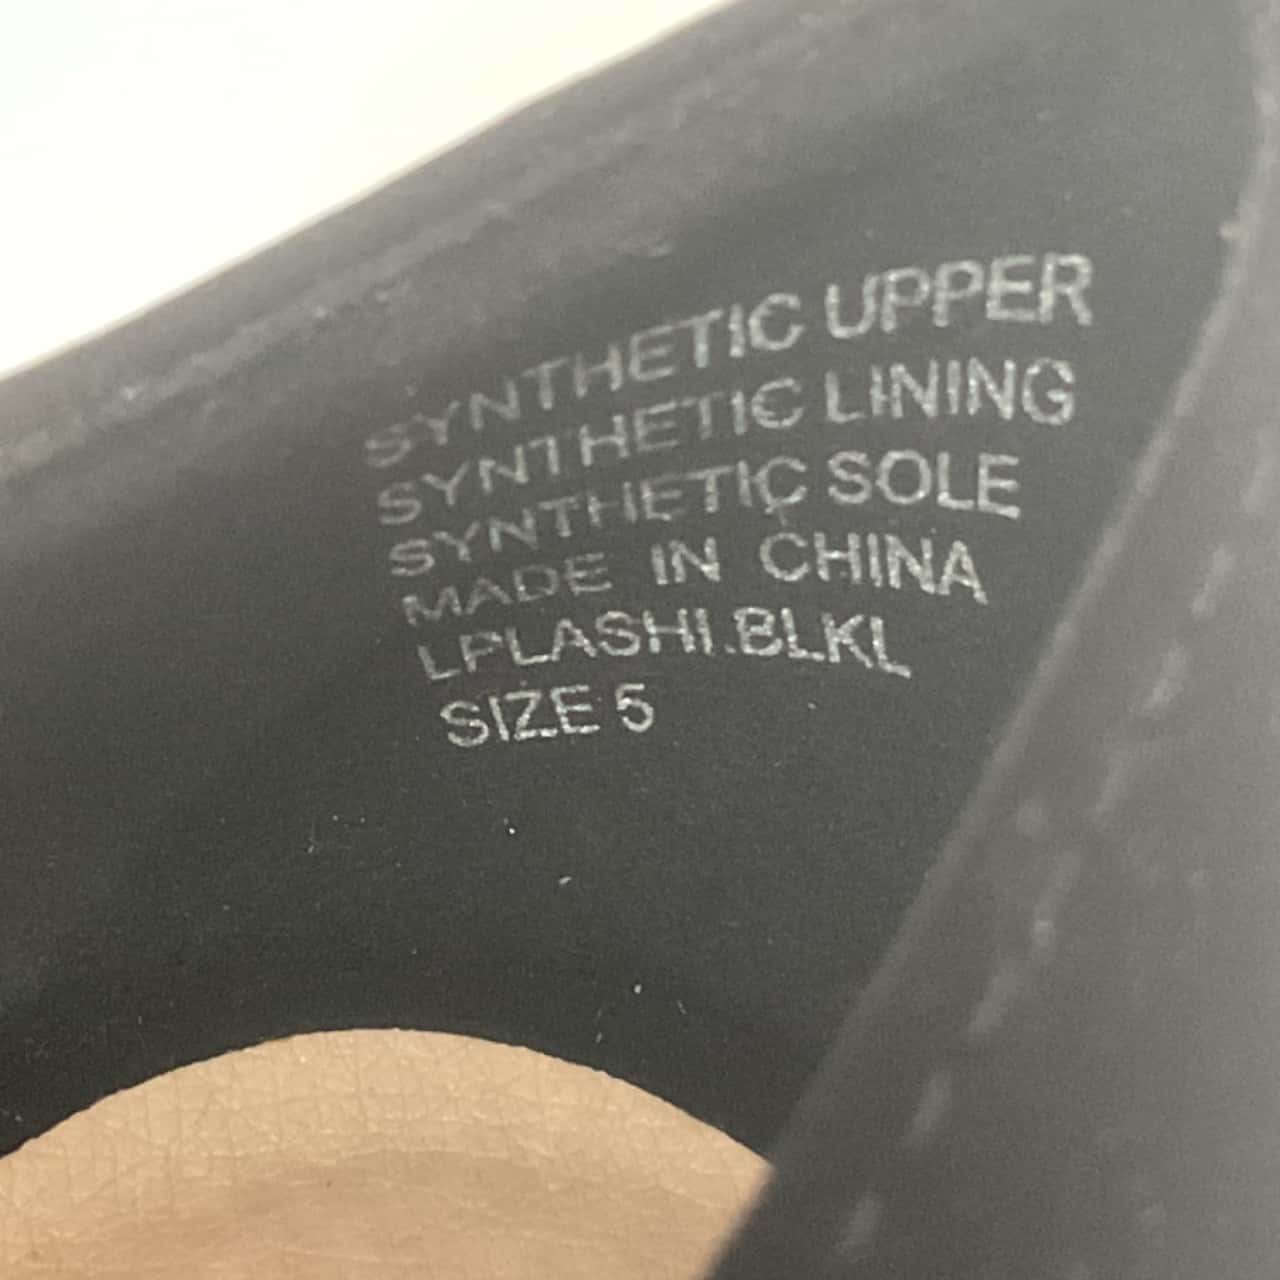 SYNTHETIC UPPER
SYNTHETIC LINING
SYNTHETIC SOLE
MADE IN CHINA
LPLASHI.BLKL
SIZE 5